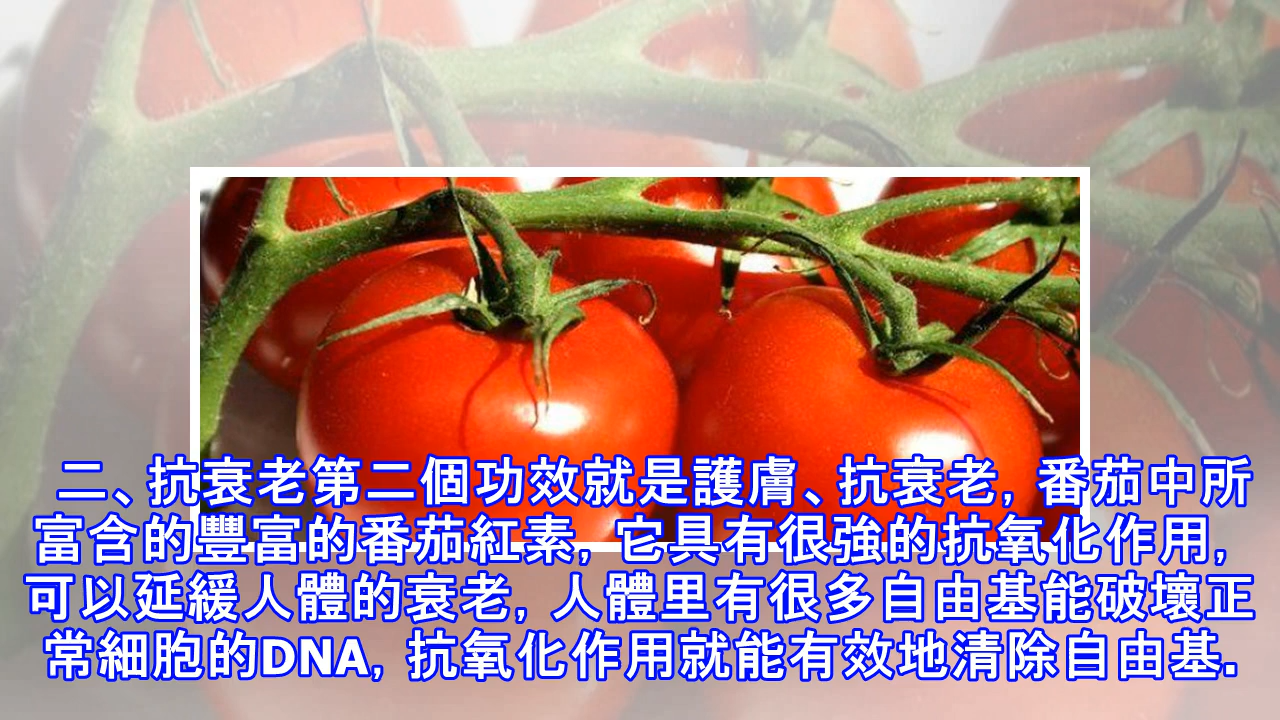 二、抗衰老第二個功效就是護膚、抗衰老, 番茄中所
富含的豐富的番茄紅素, 它具有很強的抗氧化作用,
可以延緩人體的衰老, 人體里有很多自由基能破壞正
常細胞的DNA, 抗氧化作用就能有效地清除自由基.